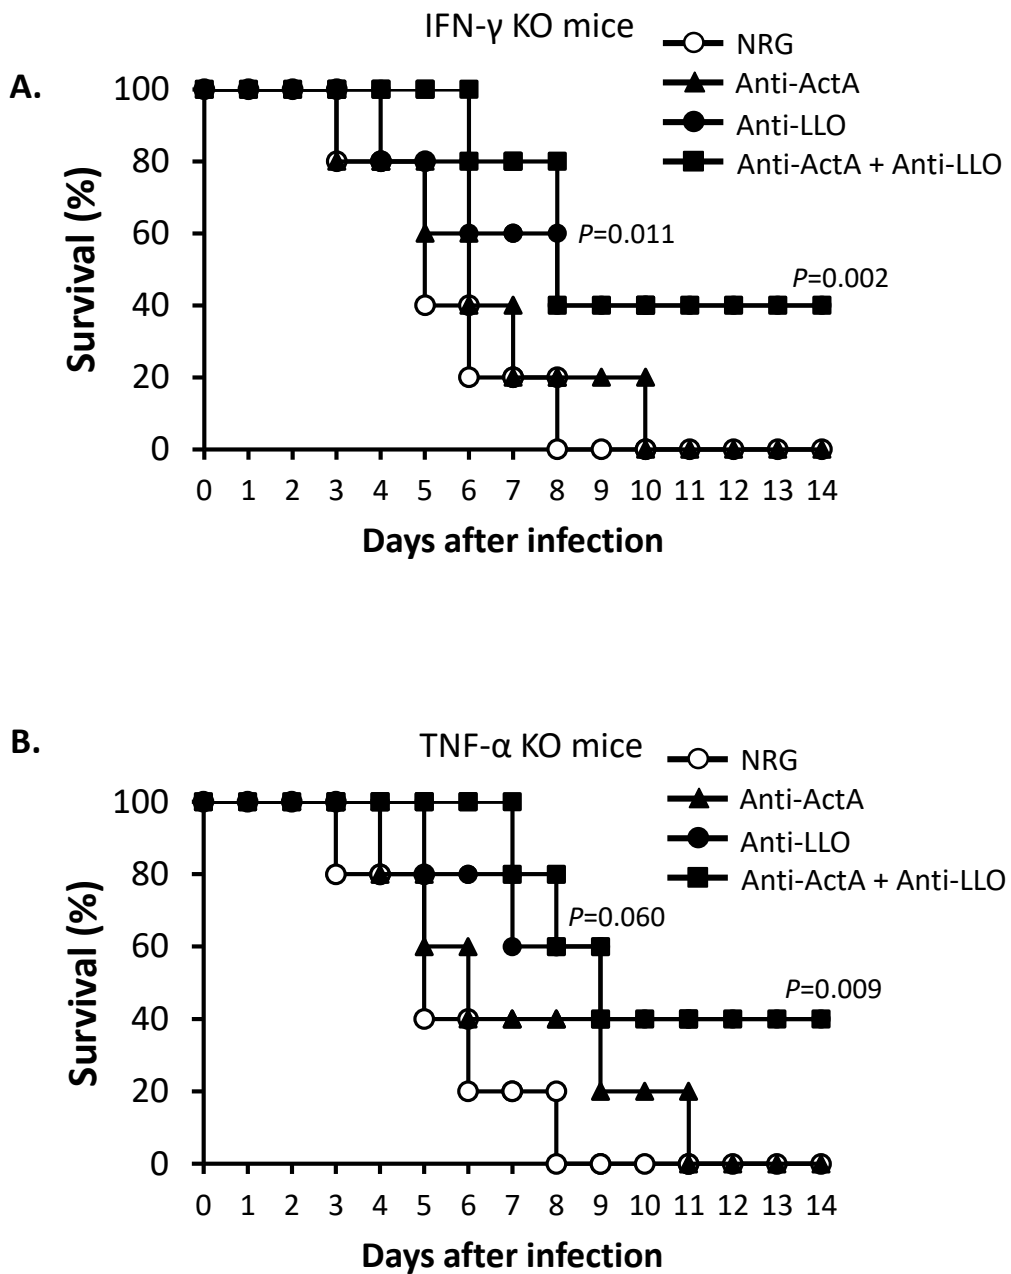 IFN-γ KO mice
NRG
A.
Anti-ActA
Anti-LLO
Anti-ActA + Anti-LLO
100
80
60
40
20
0
Survival (%)
P=0.011
P=0.002
0 1 2 3 4 5 6 7 8 9 10 11 12 13 14
Days after infection
B.
TNF-α KO mice
NRG
Anti-ActA
Anti-LLO
Anti-ActA + Anti-LLO
100
80
60
40
20
0
Survival (%)
P=0.060
P=0.009
0 1 2 3 4 5 6 7 8 9 10 11 12 13 14
Days after infection